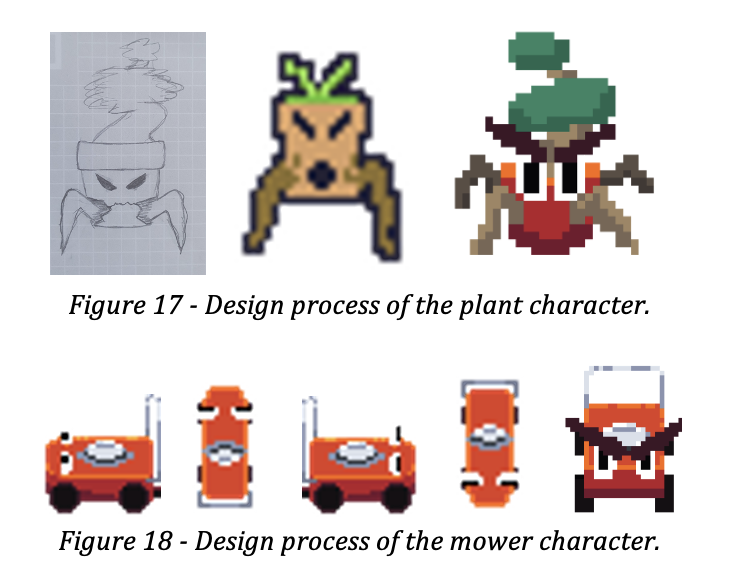 Figure 17 - Design process of the plant character.
Figure 18 - Design process of the mower character.